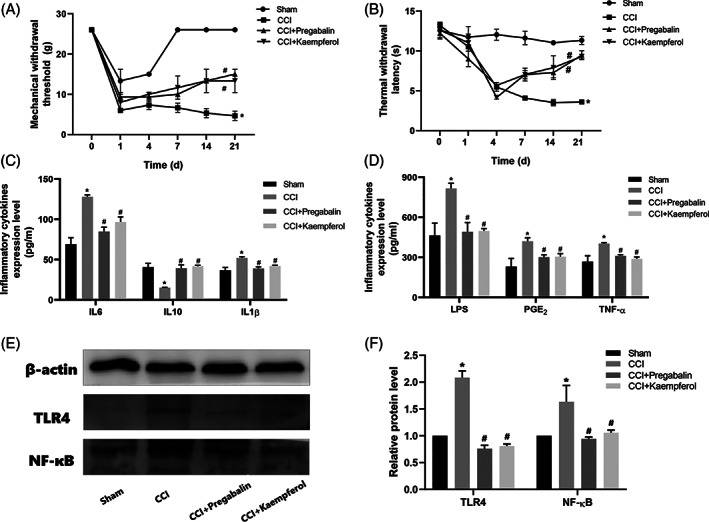 (A)
Mechanical withdrawal
threshold (g)
30
20
10
0
0 1 4 7 14 21
Time (d)
Sham
CCI
CCI+Pregabalin
CCI+Kaempferol
#
#
*
(B)
Thermal withdrawal
latency (s)
15
10
5
0
0 1 4 7 14 21
Time (d)
Sham
CCI
CCI+Pregabalin
CCI+Kaempferol
#
#
*
(C)
Inflammatory cytokines
expression level
(pg/ml)
150
100
50
0
* # #
* # #
* # #
IL6 IL10 IL1β
Sham
CCI
CCI+Pregabalin
CCI+Kaempferol
(D)
Inflammatory cytokines
expression level
(pg/ml)
900
600
300
0
* # #
* # #
* # #
LPS PGE₂ TNF-α
Sham
CCI
CCI+Pregabalin
CCI+Kaempferol
(E)
β-actin
TLR4
NF-κB
Sham CCI CCI+Pregabalin CCI+Kaempferol
(F)
Relative protein level
2.5
2.0
1.5
1.0
0.5
0.0
* # #
* # #
TLR4 NF-κB
Sham
CCI
CCI+Pregabalin
CCI+Kaempferol